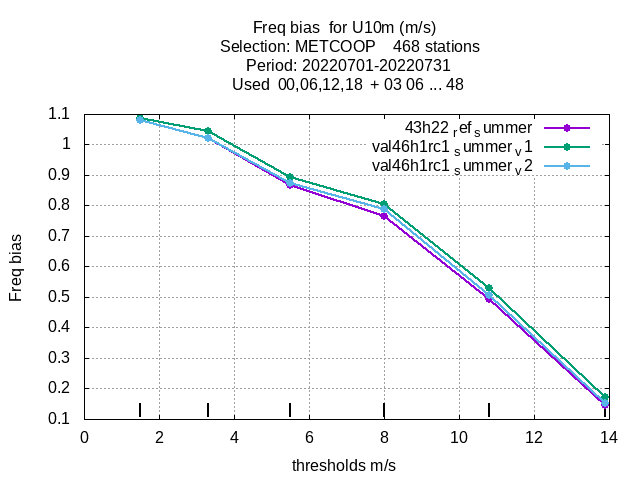 Freq bias  for U10m (m/s)
Selection: METCOOP    468 stations
Period: 20220701-20220731
Used  00,06,12,18  + 03 06 ... 48
43h22 ref summer
val46h1rc1 summer v1
val46h1rc1 summer v2
1.1
1
0.9
0.8
0.7
0.6
0.5
0.4
0.3
0.2
0.1
Freq bias
0 2 4 6 8 10 12 14
thresholds m/s